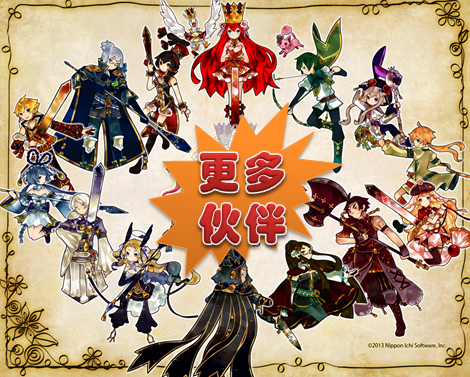 更多
伙伴
©2013 Nippon Ichi Software, Inc.